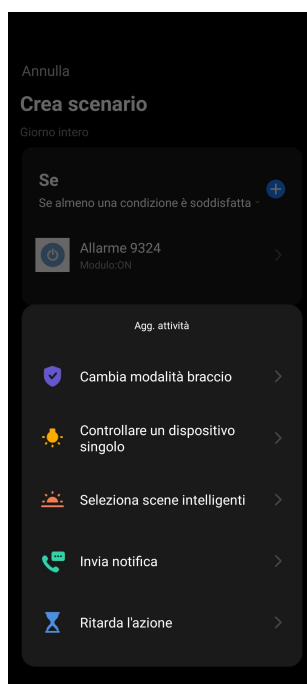 Annulla
Crea scenario
Giorno intero
Se
Se almeno una condizione è soddisfatta
Allarme 9324
Modulo:ON
Agg. attività
Cambia modalità braccio
Controllare un dispositivo
singolo
Seleziona scene intelligenti
Invia notifica
Ritarda l'azione